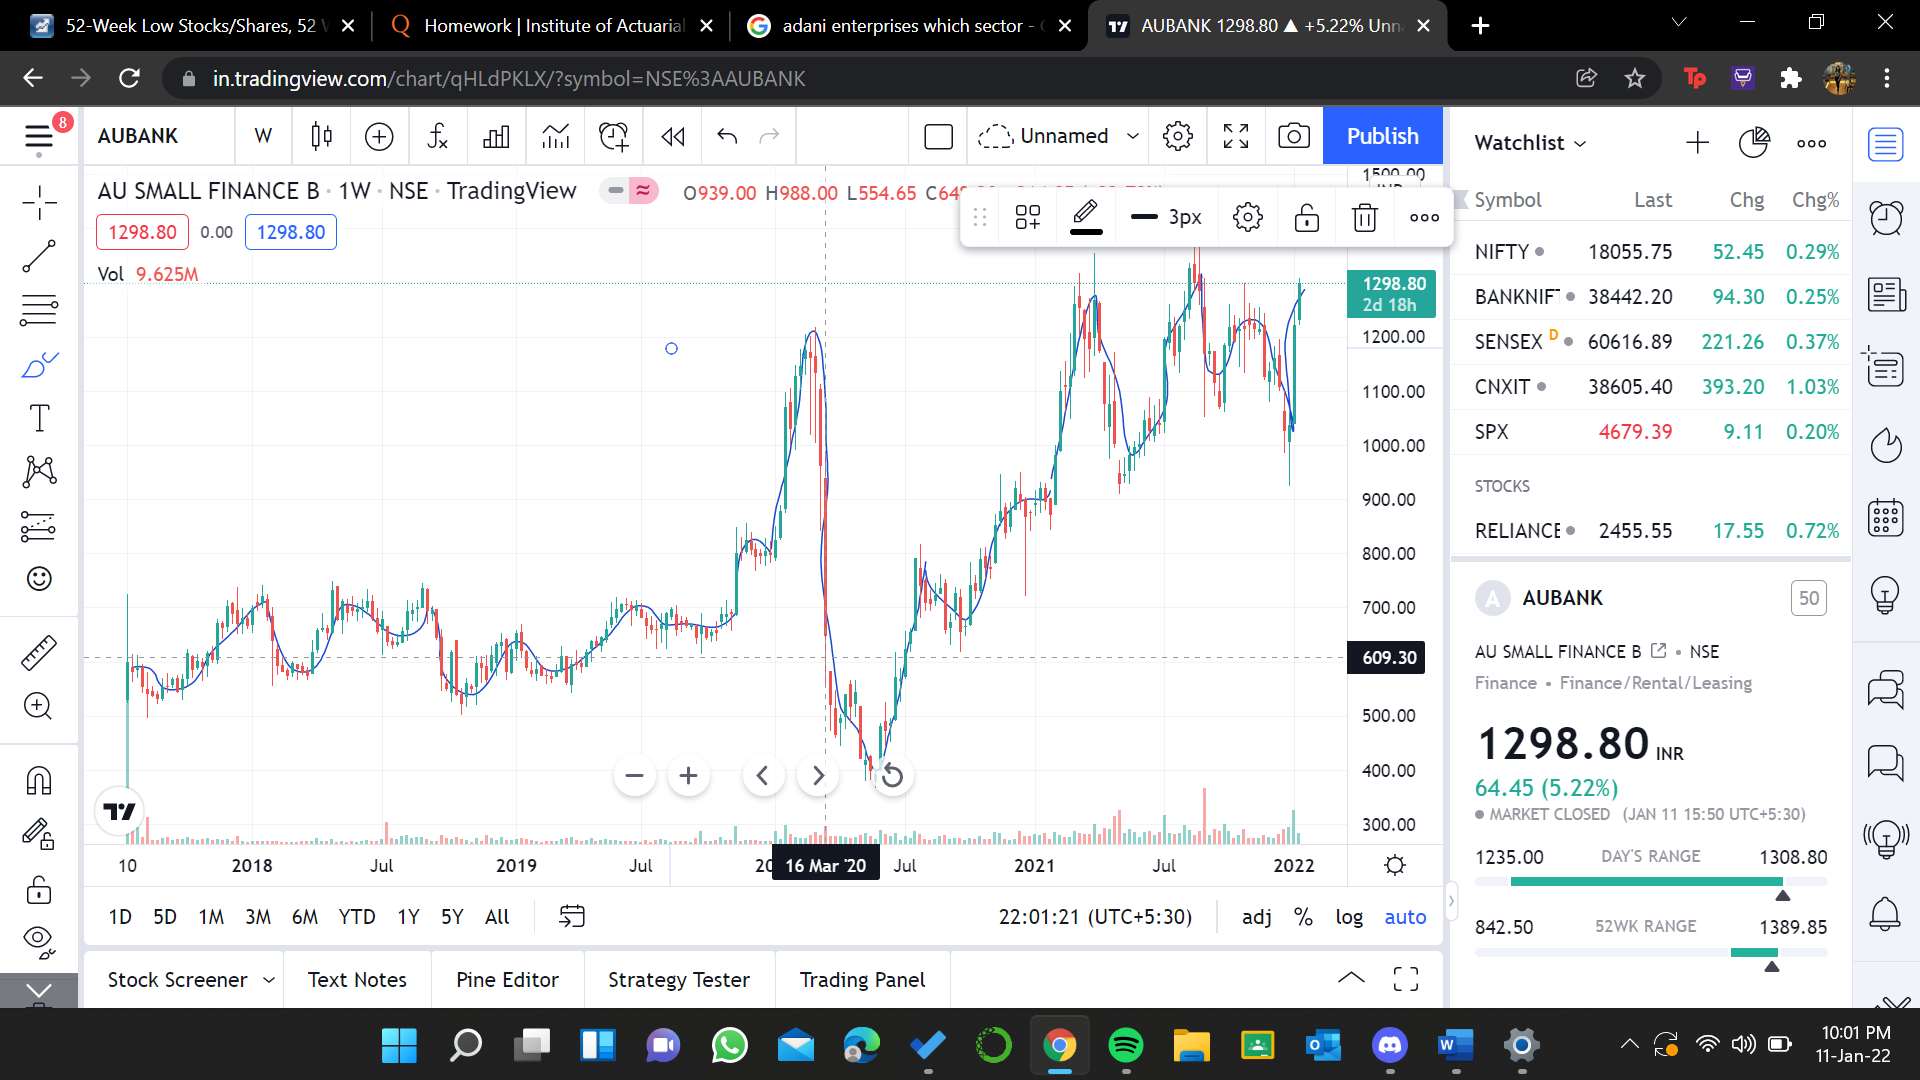 52-Week Low Stocks/Shares, 52 W
Homework | Institute of Actuarial
adani enterprises which sector -
AUBANK 1298.80 ▲ +5.22% Unn
in.tradingview.com/chart/qHLdPKLX/?symbol=NSE%3AAUBANK
8
AUBANK
W
Unnamed
Publish
AU SMALL FINANCE B · 1W · NSE · TradingView
O939.00 H988.00 L554.65
1298.80 0.00 1298.80
Vol 9.625M
3px
1500.00
1298.80
2d 18h
1200.00
1100.00
1000.00
900.00
800.00
700.00
609.30
500.00
400.00
300.00
10 2018 Jul 2019 Jul 16 Mar '20 Jul 2021 Jul 2022
1D 5D 1M 3M 6M YTD 1Y 5Y All
22:01:21 (UTC+5:30) adj % log auto
Stock Screener Text Notes Pine Editor Strategy Tester Trading Panel
Watchlist
Symbol Last Chg Chg%
NIFTY 18055.75 52.45 0.29%
BANKNIF 38442.20 94.30 0.25%
SENSEX D 60616.89 221.26 0.37%
CNXIT 38605.40 393.20 1.03%
SPX 4679.39 9.11 0.20%
STOCKS
RELIANCE 2455.55 17.55 0.72%
A AUBANK 50
AU SMALL FINANCE B • NSE
Finance • Finance/Rental/Leasing
1298.80 INR
64.45 (5.22%)
MARKET CLOSED (JAN 11 15:50 UTC+5:30)
1235.00 DAY'S RANGE 1308.80
842.50 52WK RANGE 1389.85
10:01 PM
11-Jan-22